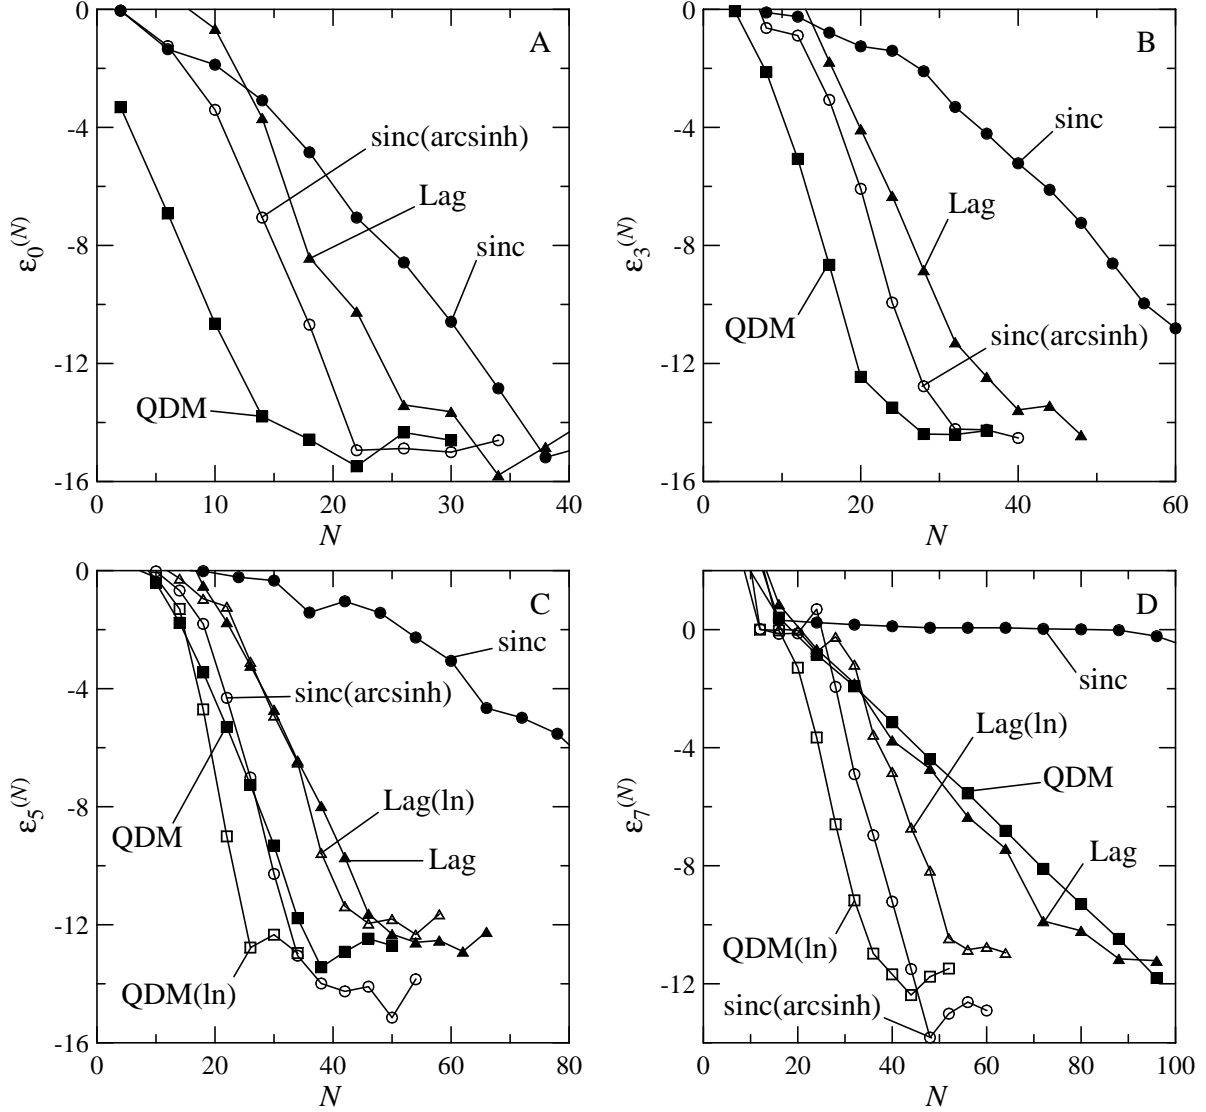 A
0
-4
-8
-12
-16
ε₀⁽ᴺ⁾
sinc(arcsinh)
Lag
sinc
QDM
0 10 20 30 40
N
B
0
-4
-8
-12
-16
ε₃⁽ᴺ⁾
sinc
Lag
QDM
sinc(arcsinh)
0 20 40 60
N
C
0
-4
-8
-12
-16
ε₅⁽ᴺ⁾
sinc
sinc(arcsinh)
Lag(ln)
QDM
Lag
QDM(ln)
0 20 40 60 80
N
D
0
-4
-8
-12
ε₇⁽ᴺ⁾
sinc
Lag(ln)
QDM
Lag
QDM(ln)
sinc(arcsinh)
0 20 40 60 80 100
N